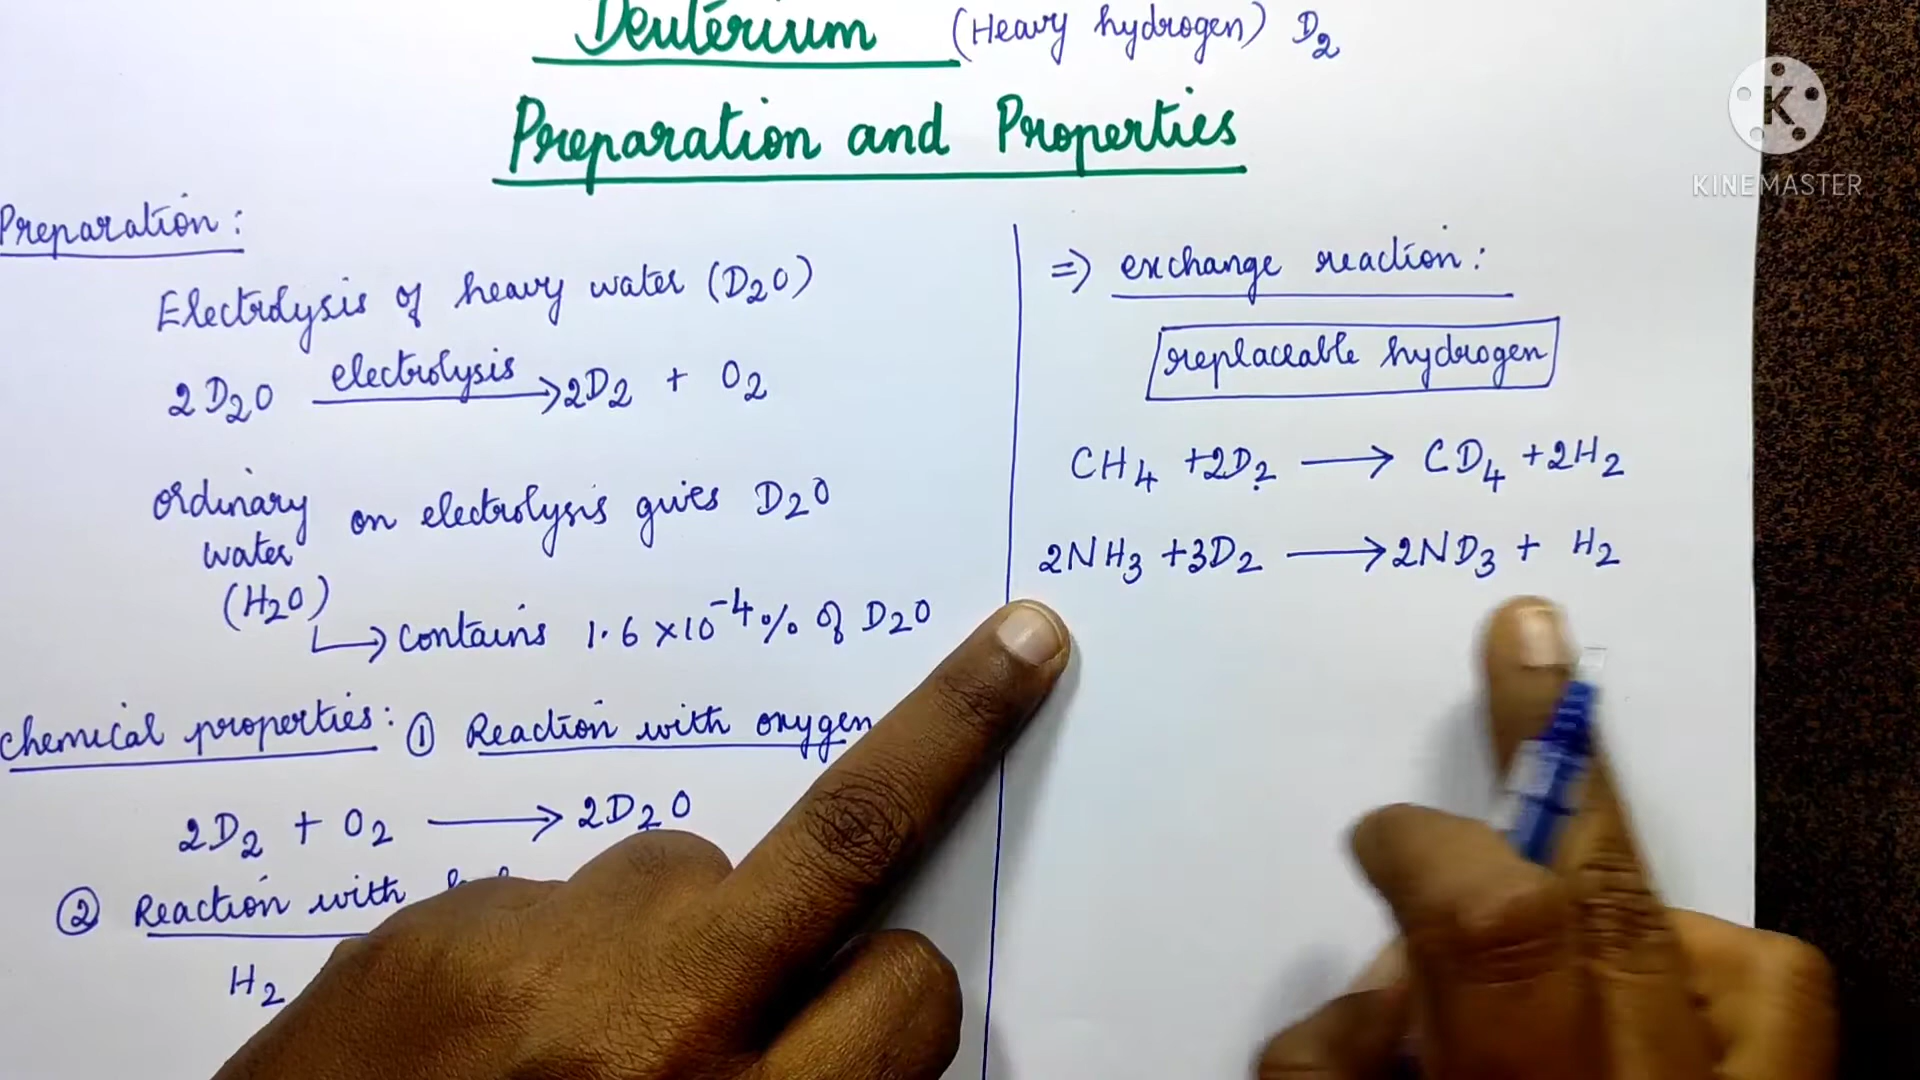 Deuterium (Heavy hydrogen) D2
Preparation and Properties
K
KINEMASTER
Preparation:
Electrolysis of heavy water (D2O)
2D2O electrolysis → 2D2 + O2
ordinary water (H2O) on electrolysis gives D2O
↳ contains 1.6 × 10⁻⁴ % of D2O
chemical properties: ① Reaction with oxygen
2D2 + O2 ⟶ 2D2O
② Reaction with
H2
⇒ exchange reaction:
replaceable hydrogen
CH4 + 2D2 ⟶ CD4 + 2H2
2NH3 + 3D2 ⟶ 2ND3 + H2